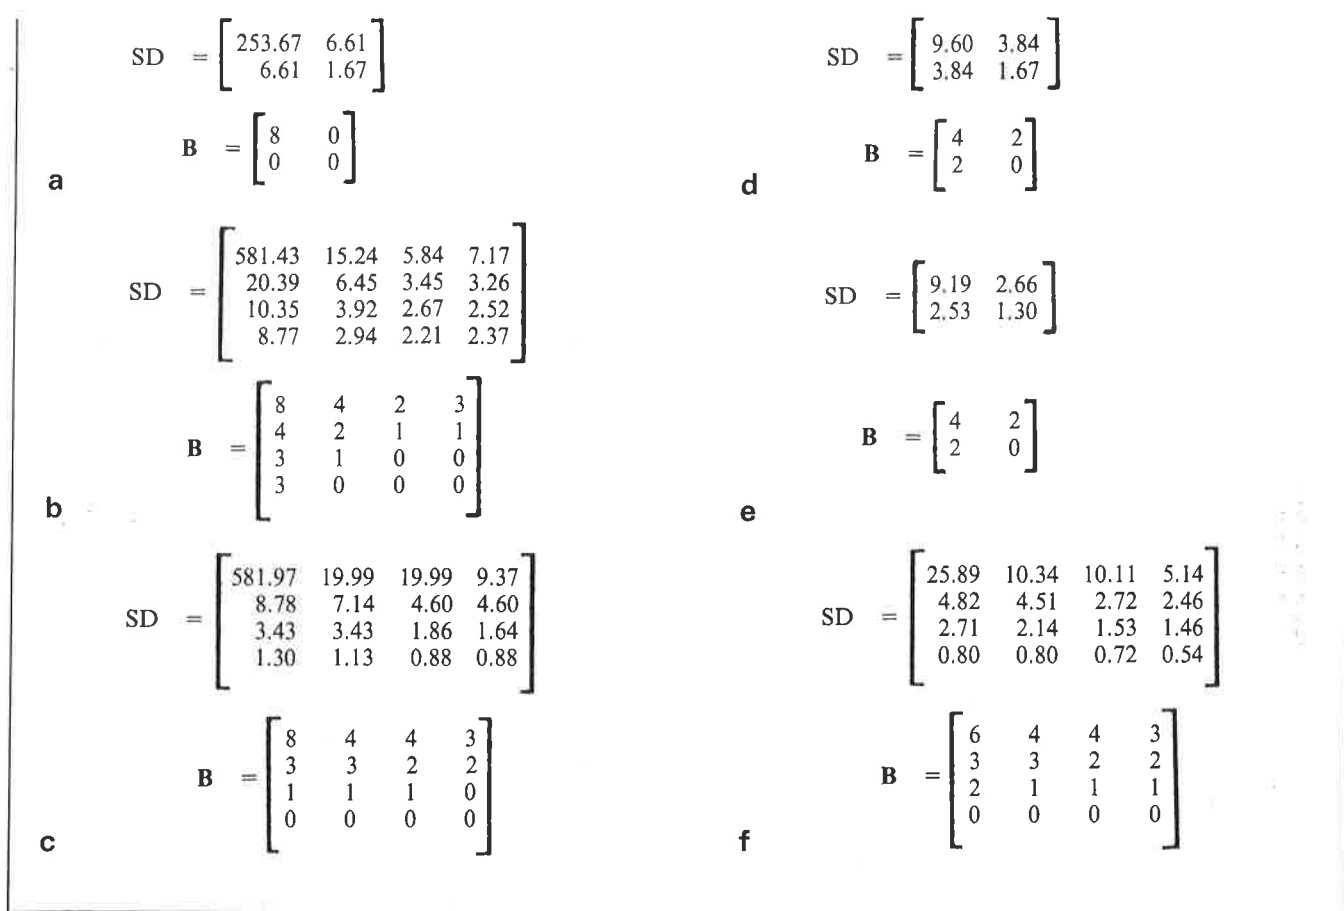 253.67 6.61
SD =
6.61 1.67
8 0
B =
0 0
a
581.43 15.24 5.84 7.17
20.39 6.45 3.45 3.26
SD =
10.35 3.92 2.67 2.52
8.77 2.94 2.21 2.37
8 4 2 3
4 2 1 1
B =
3 1 0 0
3 0 0 0
b
581.97 19.99 19.99 9.37
8.78 7.14 4.60 4.60
SD =
3.43 3.43 1.86 1.64
1.30 1.13 0.88 0.88
8 4 4 3
3 3 2 2
B =
1 1 1 0
0 0 0 0
c
9.60 3.84
SD =
3.84 1.67
4 2
B =
2 0
d
9.19 2.66
SD =
2.53 1.30
4 2
B =
2 0
e
25.89 10.34 10.11 5.14
4.82 4.51 2.72 2.46
SD =
2.71 2.14 1.53 1.46
0.80 0.80 0.72 0.54
6 4 4 3
3 3 2 2
B =
2 1 1 1
0 0 0 0
f